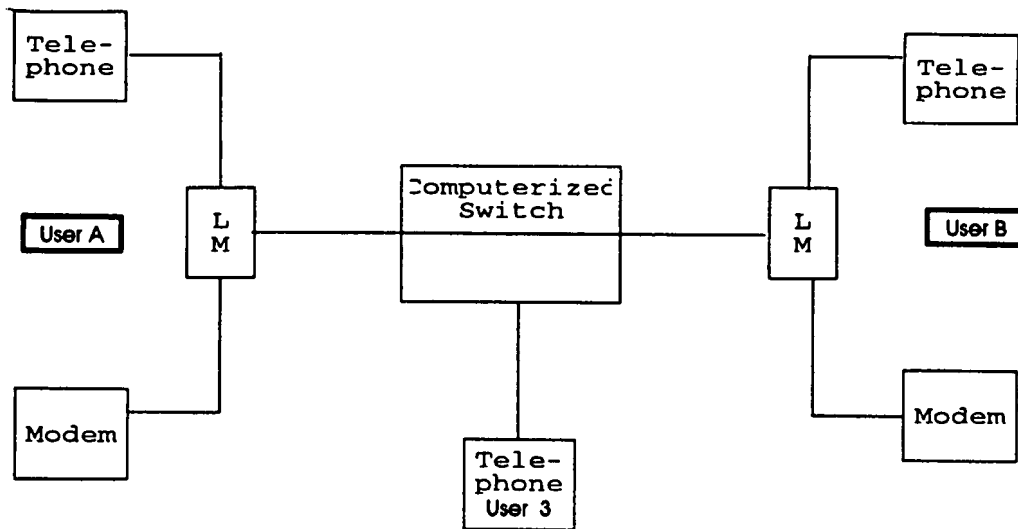 Tele-
phone
Tele-
phone
Computerized
Switch
L
M
L
M
User A
User B
Modem
Modem
Tele-
phone
User 3